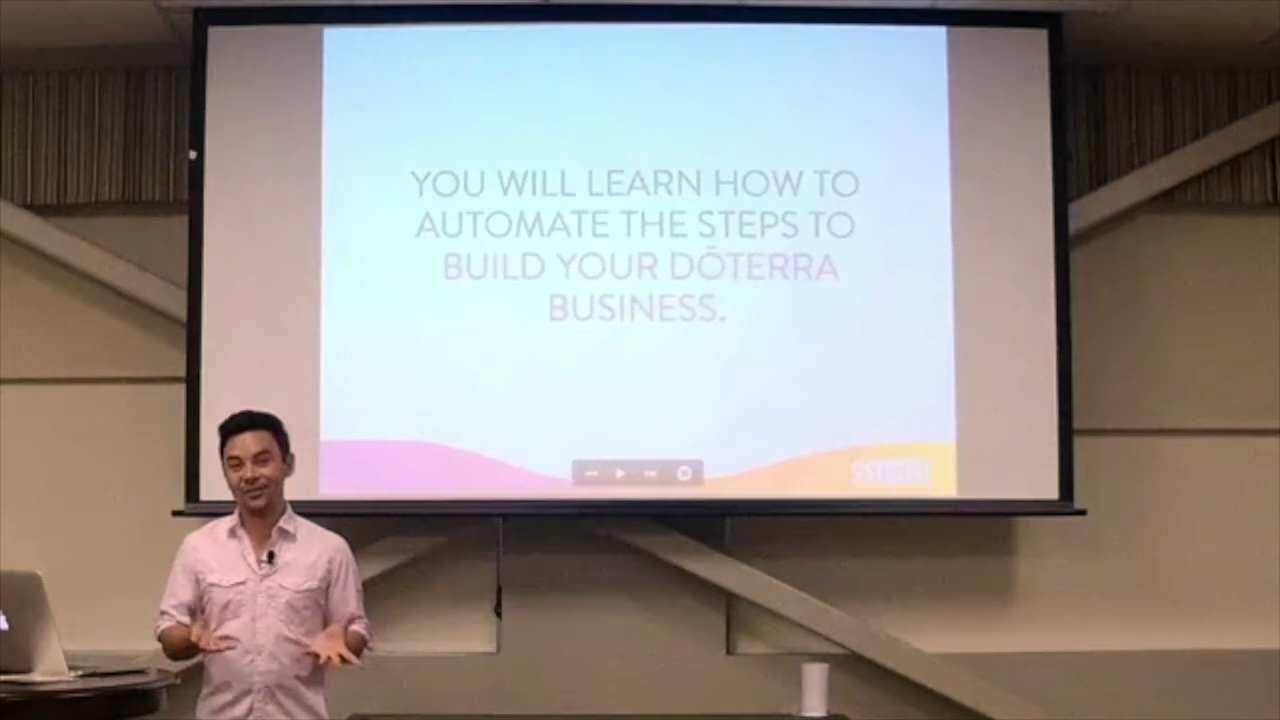 YOU WILL LEARN HOW TO
AUTOMATE THE STEPS TO
BUILD YOUR DŌTERRA
BUSINESS.